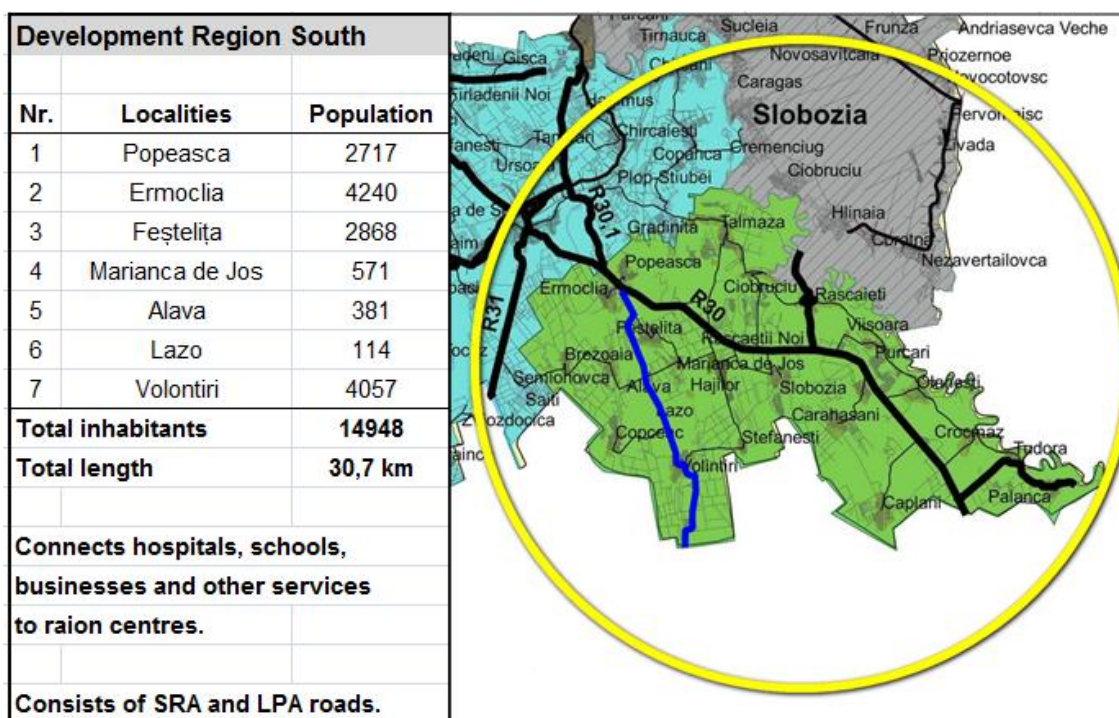 Development Region South
Nr. Localities Population
1 Popeasca 2717
2 Ermoclia 4240
3 Feștelița 2868
4 Marianca de Jos 571
5 Alava 381
6 Lazo 114
7 Volontiri 4057
Total inhabitants 14948
Total length 30,7 km
Connects hospitals, schools,
businesses and other services
to raion centres.
Consists of SRA and LPA roads.
Sucleia
Frunza
Andriasevca Veche
Tirnauca
Novosavitcaia
Priozernoe
Gisca
Caragas
Slobozia
Livada
Chircaiesti
Copanca
Cremenciug
Ciobruciu
Plop-Stiubei
R30,1
Hlinaia
Gradinita
Talmaza
Nezavertailovca
Popeasca
Ermoclia
Ciobruciu
Rascaieti
R31
R30
Viisoara
Purcari
Brezoaia
Marianca de Jos
Semionovca
Alava
Hajilor
Slobozia
Olanesti
Saiti
Lazo
Carahasani
Copceac
Stefanesti
Crocmaz
Tudora
Volintiri
Caplani
Palanca